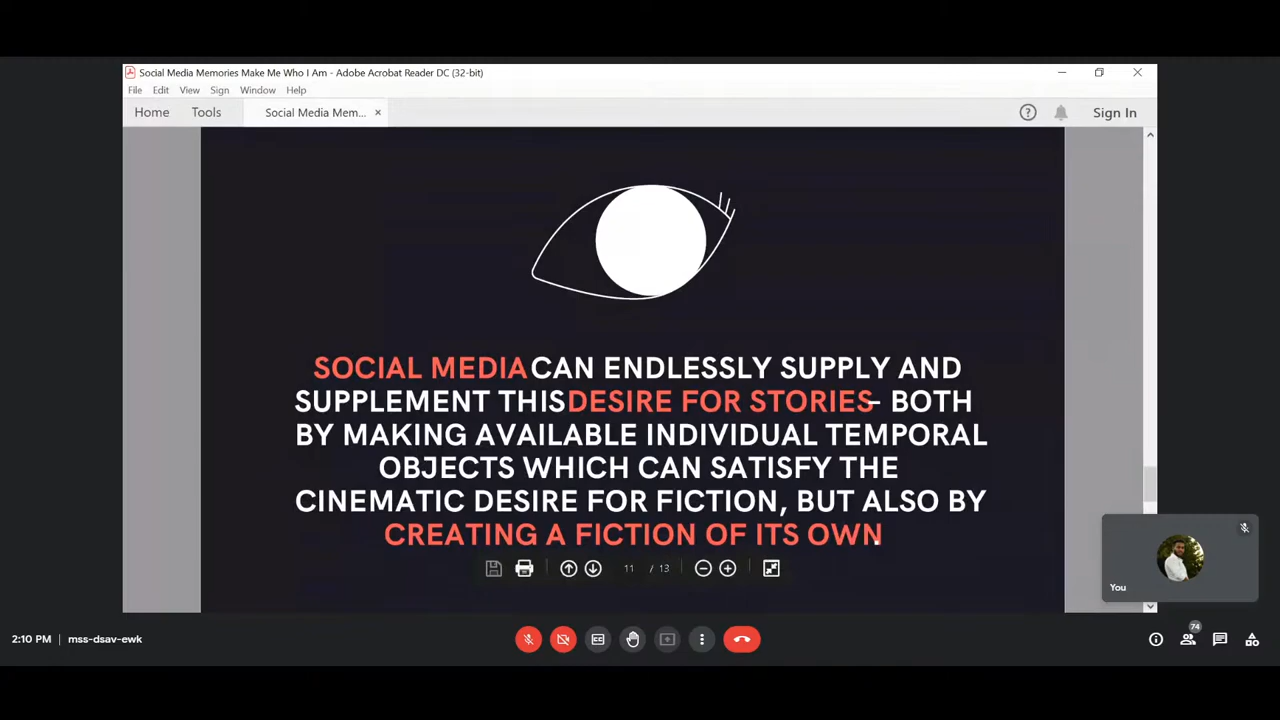 Social Media Memories Make Me Who I Am - Adobe Acrobat Reader DC (32-bit)
File Edit View Sign Window Help
Home Tools Social Media Mem... Sign In
SOCIAL MEDIA CAN ENDLESSLY SUPPLY AND
SUPPLEMENT THIS DESIRE FOR STORIES- BOTH
BY MAKING AVAILABLE INDIVIDUAL TEMPORAL
OBJECTS WHICH CAN SATISFY THE
CINEMATIC DESIRE FOR FICTION, BUT ALSO BY
CREATING A FICTION OF ITS OWN.
11 / 13
You
2:10 PM | mss-dsav-ewk
74